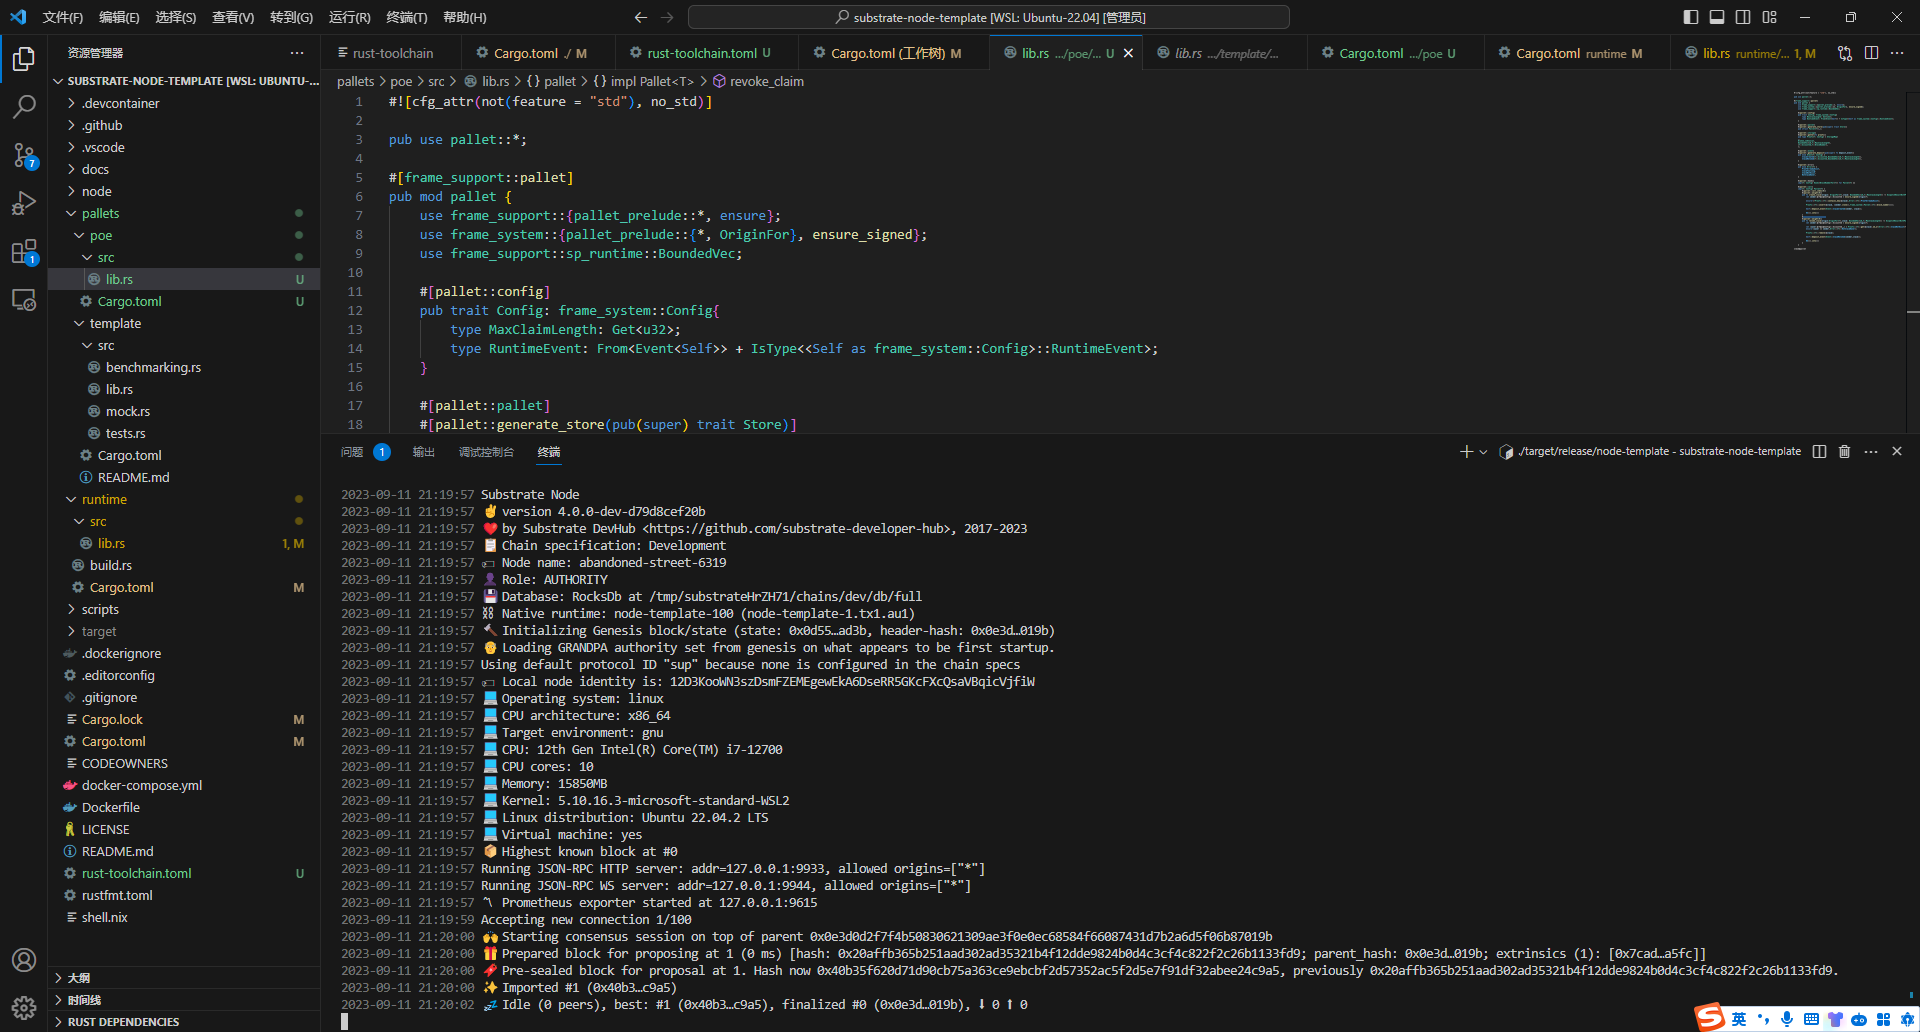 文件(F) 编辑(E) 选择(S) 查看(V) 转到(G) 运行(R) 终端(T) 帮助(H)
substrate-node-template [WSL: Ubuntu-22.04] [管理员]
资源管理器
rust-toolchain Cargo.toml ./ M rust-toolchain.toml U Cargo.toml (工作树) M lib.rs .../poe/... U lib.rs .../template/... Cargo.toml .../poe U Cargo.toml runtime M lib.rs runtime/... 1, M
SUBSTRATE-NODE-TEMPLATE [WSL: UBUNTU-...
.devcontainer
.github
.vscode
docs
node
pallets
poe
src
lib.rs U
Cargo.toml U
template
src
benchmarking.rs
lib.rs
mock.rs
tests.rs
Cargo.toml
README.md
runtime
src
lib.rs 1, M
build.rs
Cargo.toml M
scripts
target
.dockerignore
.editorconfig
.gitignore
Cargo.lock M
Cargo.toml M
CODEOWNERS
docker-compose.yml
Dockerfile
LICENSE
README.md
rust-toolchain.toml U
rustfmt.toml
shell.nix
大纲
时间线
RUST DEPENDENCIES
7
1
pallets > poe > src > lib.rs > {} pallet > {} impl Pallet<T> > revoke_claim
1 #![cfg_attr(not(feature = "std"), no_std)]
2
3 pub use pallet::*;
4
5 #[frame_support::pallet]
6 pub mod pallet {
7 use frame_support::{pallet_prelude::*, ensure};
8 use frame_system::{pallet_prelude::{*, OriginFor}, ensure_signed};
9 use frame_support::sp_runtime::BoundedVec;
10
11 #[pallet::config]
12 pub trait Config: frame_system::Config{
13 type MaxClaimLength: Get<u32>;
14 type RuntimeEvent: From<Event<Self>> + IsType<<Self as frame_system::Config>::RuntimeEvent>;
15 }
16
17 #[pallet::pallet]
18 #[pallet::generate_store(pub(super) trait Store)]
问题 1 输出 调试控制台 终端
./target/release/node-template - substrate-node-template
2023-09-11 21:19:57 Substrate Node
2023-09-11 21:19:57 ✌️ version 4.0.0-dev-d79d8cef20b
2023-09-11 21:19:57 ❤️ by Substrate DevHub <https://github.com/substrate-developer-hub>, 2017-2023
2023-09-11 21:19:57 📋 Chain specification: Development
2023-09-11 21:19:57 🏷 Node name: abandoned-street-6319
2023-09-11 21:19:57 👤 Role: AUTHORITY
2023-09-11 21:19:57 💾 Database: RocksDb at /tmp/substrateHrZH71/chains/dev/db/full
2023-09-11 21:19:57 ⛓ Native runtime: node-template-100 (node-template-1.tx1.au1)
2023-09-11 21:19:57 🔨 Initializing Genesis block/state (state: 0x0d55…ad3b, header-hash: 0x0e3d…019b)
2023-09-11 21:19:57 👴 Loading GRANDPA authority set from genesis on what appears to be first startup.
2023-09-11 21:19:57 Using default protocol ID "sup" because none is configured in the chain specs
2023-09-11 21:19:57 🏷 Local node identity is: 12D3KooWN3szDsmFZEMEgewEkA6DseRR5GKcFXcQsaVBqicVjfiW
2023-09-11 21:19:57 💻 Operating system: linux
2023-09-11 21:19:57 💻 CPU architecture: x86_64
2023-09-11 21:19:57 💻 Target environment: gnu
2023-09-11 21:19:57 💻 CPU: 12th Gen Intel(R) Core(TM) i7-12700
2023-09-11 21:19:57 💻 CPU cores: 10
2023-09-11 21:19:57 💻 Memory: 15850MB
2023-09-11 21:19:57 💻 Kernel: 5.10.16.3-microsoft-standard-WSL2
2023-09-11 21:19:57 💻 Linux distribution: Ubuntu 22.04.2 LTS
2023-09-11 21:19:57 💻 Virtual machine: yes
2023-09-11 21:19:57 📦 Highest known block at #0
2023-09-11 21:19:57 Running JSON-RPC HTTP server: addr=127.0.0.1:9933, allowed origins=["*"]
2023-09-11 21:19:57 Running JSON-RPC WS server: addr=127.0.0.1:9944, allowed origins=["*"]
2023-09-11 21:19:57 〽️ Prometheus exporter started at 127.0.0.1:9615
2023-09-11 21:19:59 Accepting new connection 1/100
2023-09-11 21:20:00 🙌 Starting consensus session on top of parent 0x0e3d0d2f7f4b50830621309ae3f0e0ec68584f66087431d7b2a6d5f06b87019b
2023-09-11 21:20:00 🎁 Prepared block for proposing at 1 (0 ms) [hash: 0x20affb365b251aad302ad35321b4f12dde9824b0d4c3cf4c822f2c26b1133fd9; parent_hash: 0x0e3d…019b; extrinsics (1): [0x7cad…a5fc]]
2023-09-11 21:20:00 🔖 Pre-sealed block for proposal at 1. Hash now 0x40b35f620d71d90cb75a363ce9ebcbf2d57352ac5f2d5e7f91df32abee24c9a5, previously 0x20affb365b251aad302ad35321b4f12dde9824b0d4c3cf4c822f2c26b1133fd9.
2023-09-11 21:20:00 ✨ Imported #1 (0x40b3…c9a5)
2023-09-11 21:20:02 💤 Idle (0 peers), best: #1 (0x40b3…c9a5), finalized #0 (0x0e3d…019b), ⬇ 0 ⬆ 0
英